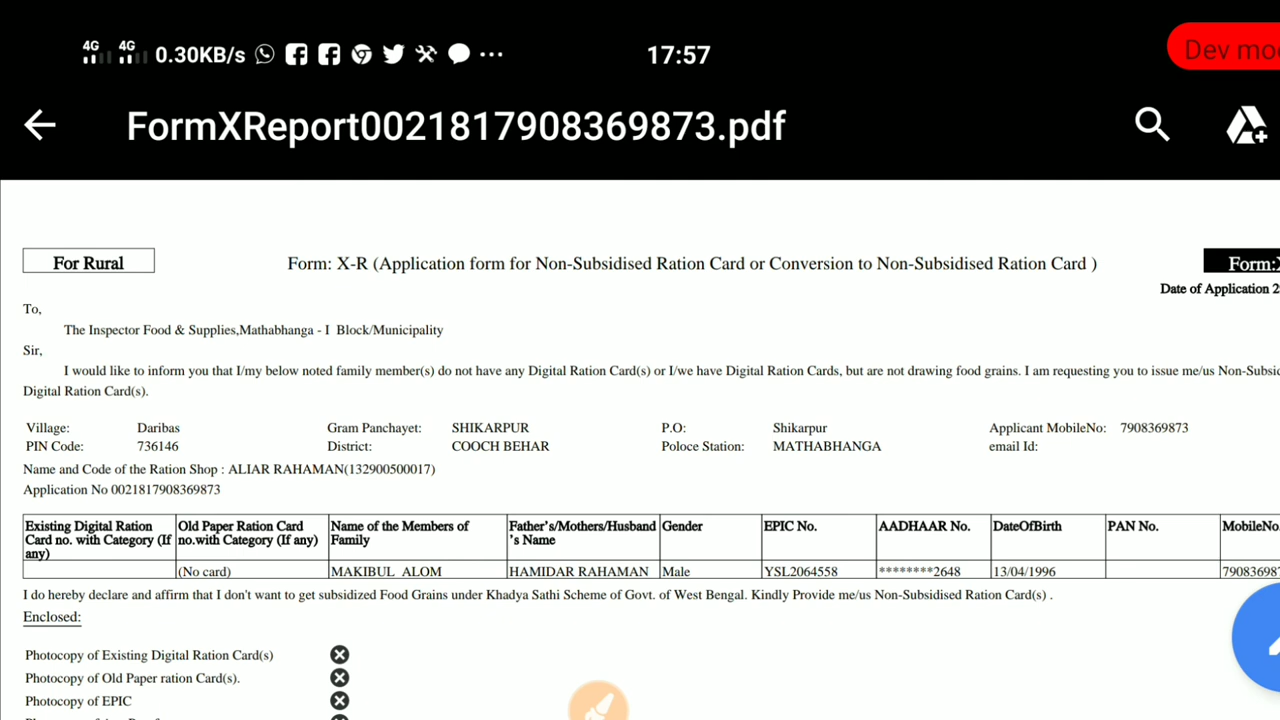 4G 4G 0.30KB/s 17:57 Dev mo
FormXReport0021817908369873.pdf
For Rural Form: X-R (Application form for Non-Subsidised Ration Card or Conversion to Non-Subsidised Ration Card ) Form:X
Date of Application 2
To,
The Inspector Food & Supplies,Mathabhanga - I Block/Municipality
Sir,
I would like to inform you that I/my below noted family member(s) do not have any Digital Ration Card(s) or I/we have Digital Ration Cards, but are not drawing food grains. I am requesting you to issue me/us Non-Subsid
Digital Ration Card(s).
Village: Daribas Gram Panchayet: SHIKARPUR P.O: Shikarpur Applicant MobileNo: 7908369873
PIN Code: 736146 District: COOCH BEHAR Poloce Station: MATHABHANGA email Id:
Name and Code of the Ration Shop : ALIAR RAHAMAN(132900500017)
Application No 0021817908369873
Existing Digital Ration Old Paper Ration Card Name of the Members of Father's/Mothers/Husband Gender EPIC No. AADHAAR No. DateOfBirth PAN No. MobileNo
Card no. with Category (If no.with Category (If any) Family 's Name
any)
(No card) MAKIBUL ALOM HAMIDAR RAHAMAN Male YSL2064558 ********2648 13/04/1996 79083698
I do hereby declare and affirm that I don't want to get subsidized Food Grains under Khadya Sathi Scheme of Govt. of West Bengal. Kindly Provide me/us Non-Subsidised Ration Card(s) .
Enclosed:
Photocopy of Existing Digital Ration Card(s)
Photocopy of Old Paper ration Card(s).
Photocopy of EPIC